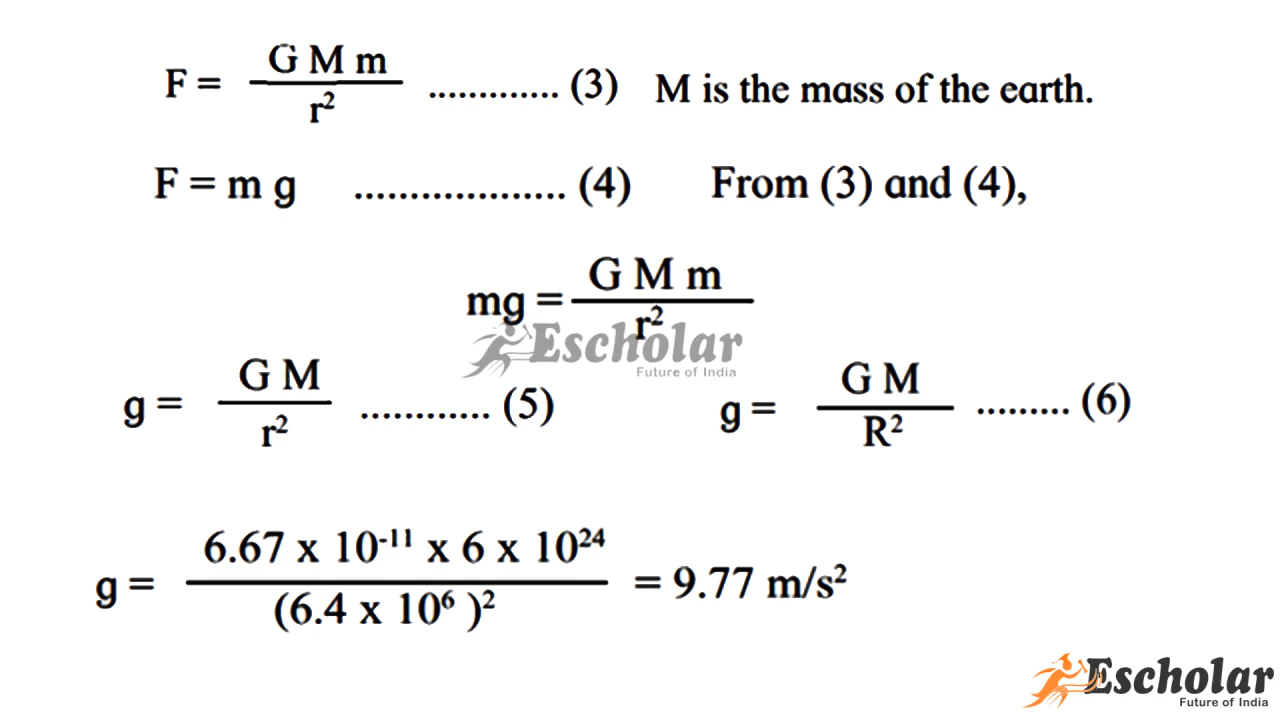 F = G M m / r² ............. (3) M is the mass of the earth.
F = m g ................... (4) From (3) and (4),
mg = G M m / r²
Escholar
Future of India
g = G M / r² ............ (5) g = G M / R² ......... (6)
g = 6.67 x 10⁻¹¹ x 6 x 10²⁴ / (6.4 x 10⁶ )² = 9.77 m/s²
Escholar
Future of India